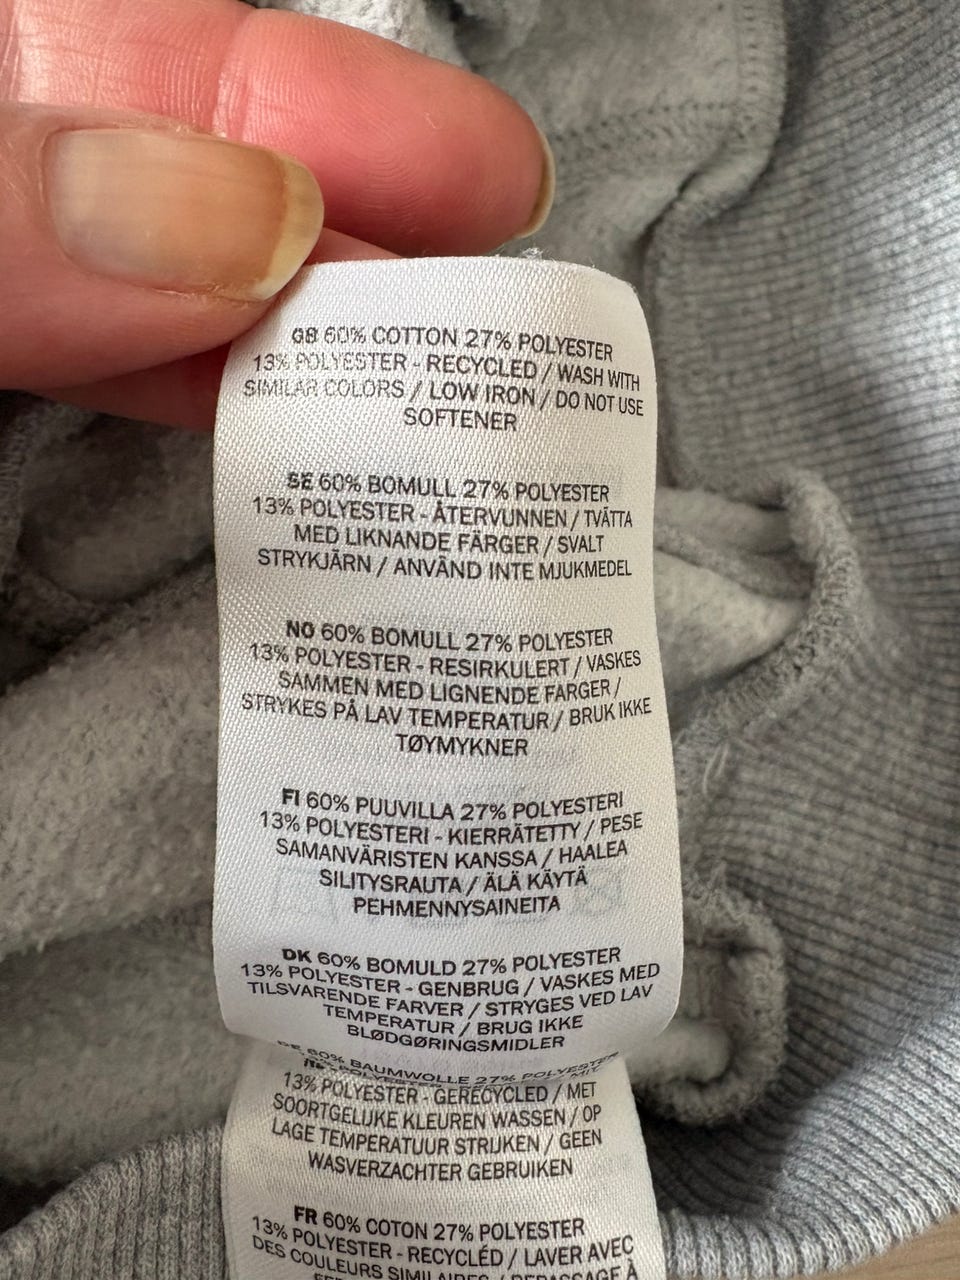 GB 60% COTTON 27% POLYESTER
13% POLYESTER - RECYCLED / WASH WITH
SIMILAR COLORS / LOW IRON / DO NOT USE
SOFTENER
SE 60% BOMULL 27% POLYESTER
13% POLYESTER - ÅTERVUNNEN / TVÄTTA
MED LIKNANDE FÄRGER / SVALT
STRYKJÄRN / ANVÄND INTE MJUKMEDEL
NO 60% BOMULL 27% POLYESTER
13% POLYESTER - RESIRKULERT / VASKES
SAMMEN MED LIGNENDE FARGER /
STRYKES PÅ LAV TEMPERATUR / BRUK IKKE
TØYMYKNER
FI 60% PUUVILLA 27% POLYESTERI
13% POLYESTERI - KIERRÄTETTY / PESE
SAMANVÄRISTEN KANSSA / HAALEA
SILITYSRAUTA / ÄLÄ KÄYTÄ
PEHMENNYSAINEITA
DK 60% BOMULD 27% POLYESTER
13% POLYESTER - GENBRUG / VASKES MED
TILSVARENDE FARVER / STRYGES VED LAV
TEMPERATUR / BRUG IKKE
BLØDGØRINGSMIDLER
DE 60% BAUMWOLLE 27% POLYESTER
13% POLYESTER - GERECYCLED / MET
SOORTGELIJKE KLEUREN WASSEN / OP
LAGE TEMPERATUUR STRIJKEN / GEEN
WASVERZACHTER GEBRUIKEN
FR 60% COTON 27% POLYESTER
13% POLYESTER - RECYCLÉD / LAVER AVEC
DES COULEURS SIMILAIRES / REPASSAGE À